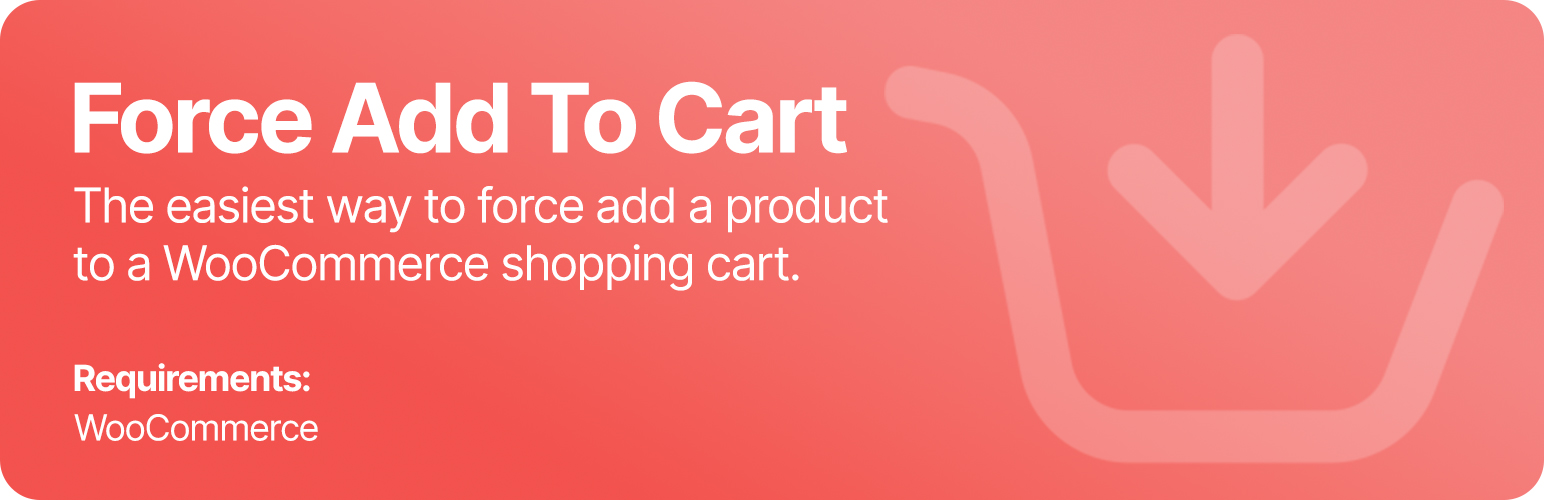 Force Add To Cart
The easiest way to force add a product
to a WooCommerce shopping cart.
Requirements:
WooCommerce